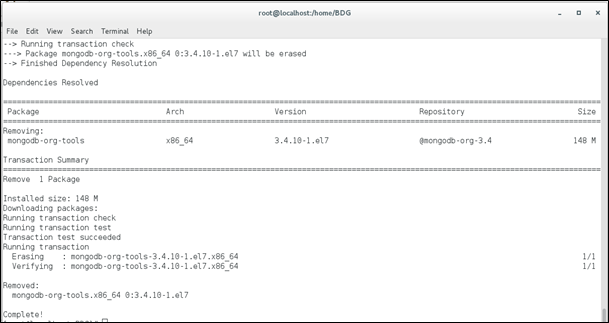 root@localhost:/home/BDG
File Edit View Search Terminal Help
--> Running transaction check
---> Package mongodb-org-tools.x86_64 0:3.4.10-1.el7 will be erased
--> Finished Dependency Resolution
Dependencies Resolved
================================================================================
Package Arch Version Repository Size
================================================================================
Removing:
mongodb-org-tools x86_64 3.4.10-1.el7 @mongodb-org-3.4 148 M
Transaction Summary
================================================================================
Remove 1 Package
Installed size: 148 M
Downloading packages:
Running transaction check
Running transaction test
Transaction test succeeded
Running transaction
Erasing : mongodb-org-tools-3.4.10-1.el7.x86_64 1/1
Verifying : mongodb-org-tools-3.4.10-1.el7.x86_64 1/1
Removed:
mongodb-org-tools.x86_64 0:3.4.10-1.el7
Complete!